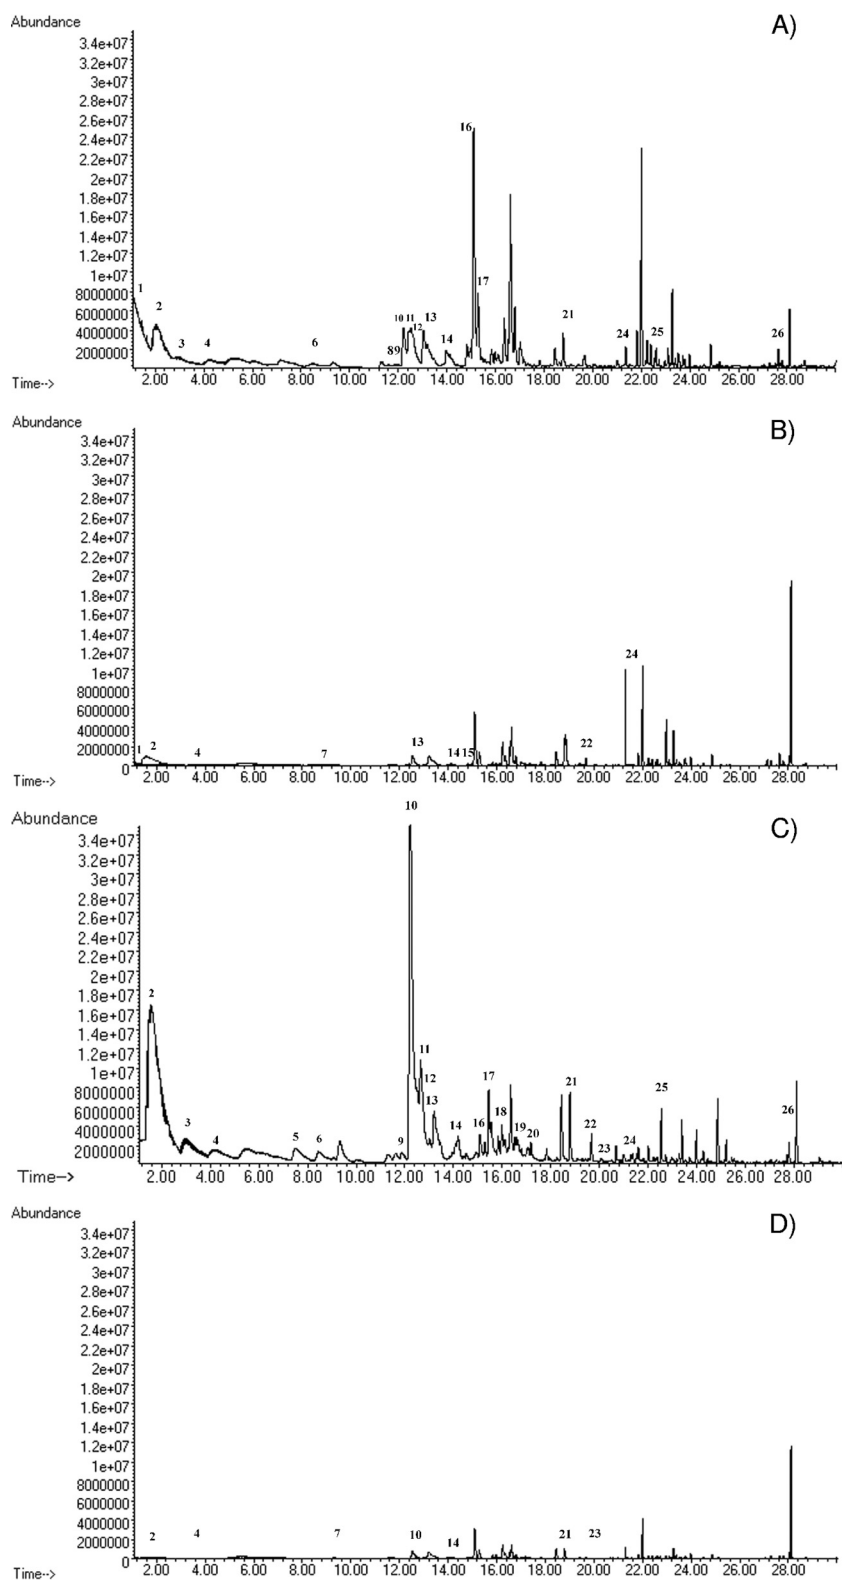 Abundance
A)
3.4e+07
3.2e+07
3e+07
2.8e+07
2.6e+07
2.4e+07
16
2.2e+07
2e+07
1.8e+07
1.6e+07
1.4e+07
1.2e+07
1e+07
1 17
8000000
2 10 11 13 21
6000000
12
4000000
3 4 6 89 14 24 25 26
2000000
2.00 4.00 6.00 8.00 10.00 12.00 14.00 16.00 18.00 20.00 22.00 24.00 26.00 28.00
Time-->
Abundance
B)
3.4e+07
3.2e+07
3e+07
2.8e+07
2.6e+07
2.4e+07
2.2e+07
2e+07
1.8e+07
1.6e+07
1.4e+07
1.2e+07
24
1e+07
8000000
6000000
4000000
2000000
1 2 4 7 13 14 15 22
0
2.00 4.00 6.00 8.00 10.00 12.00 14.00 16.00 18.00 20.00 22.00 24.00 26.00 28.00
Time-->
10
Abundance
C)
3.4e+07
3.2e+07
3e+07
2.8e+07
2.6e+07
2.4e+07
2.2e+07
2e+07
1.8e+07
2
1.6e+07
1.4e+07
1.2e+07
11
1e+07
12 17 21 25
8000000
13 18 26
6000000
3 14 16 19 22
4000000
4 5 6 9 20 23 24
2000000
0
2.00 4.00 6.00 8.00 10.00 12.00 14.00 16.00 18.00 20.00 22.00 24.00 26.00 28.00
Time-->
Abundance
D)
3.4e+07
3.2e+07
3e+07
2.8e+07
2.6e+07
2.4e+07
2.2e+07
2e+07
1.8e+07
1.6e+07
1.4e+07
1.2e+07
1e+07
8000000
6000000
4000000
2 4 7 10 21 23
2000000
14
0
2.00 4.00 6.00 8.00 10.00 12.00 14.00 16.00 18.00 20.00 22.00 24.00 26.00 28.00
Time-->